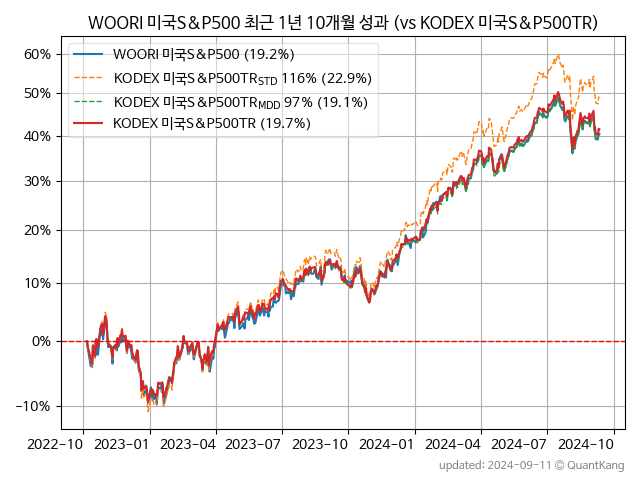 WOORI 미국S&P500 최근 1년 10개월 성과 (vs KODEX 미국S&P500TR)
WOORI 미국S&P500 (19.2%)
KODEX 미국S&P500TRSTD 116% (22.9%)
KODEX 미국S&P500TRMDD 97% (19.1%)
KODEX 미국S&P500TR (19.7%)
60%
50%
40%
30%
20%
10%
0%
−10%
2022-10 2023-01 2023-04 2023-07 2023-10 2024-01 2024-04 2024-07 2024-10
updated: 2024-09-11 © QuantKang